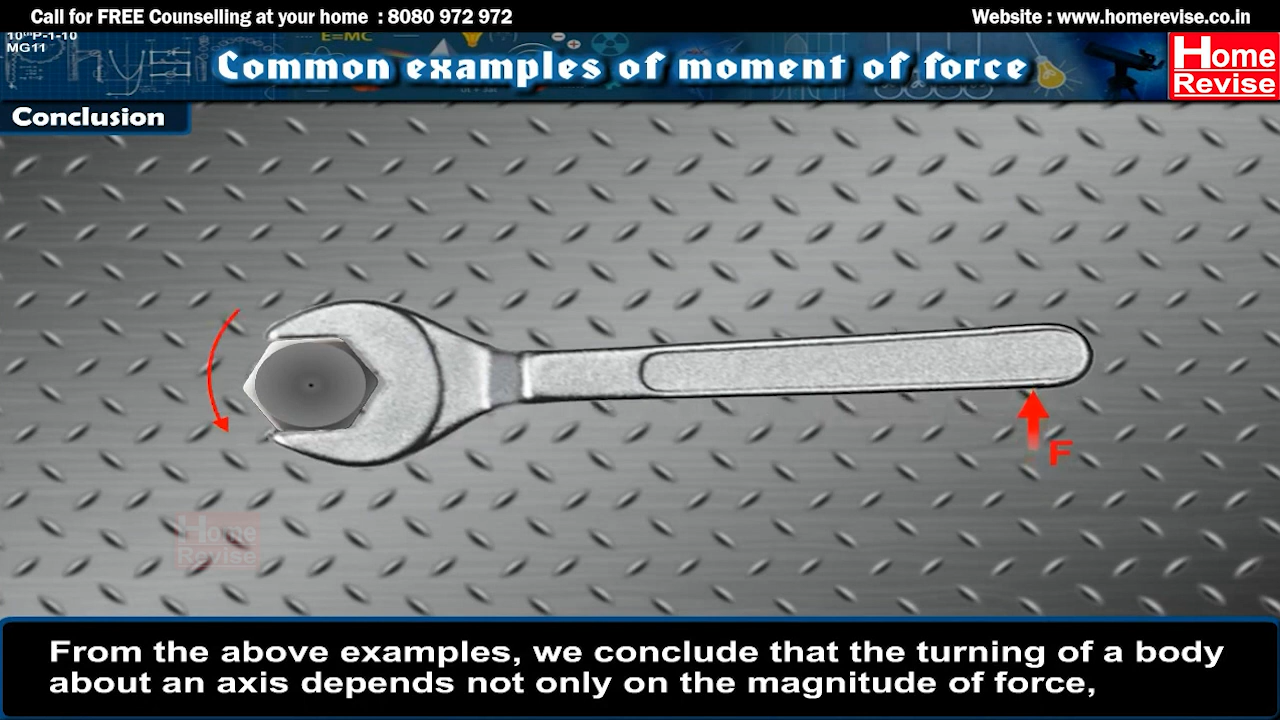 Call for FREE Counselling at your home : 8080 972 972
Website : www.homerevise.co.in
10thP-1-10
MG11
E=MC
Common examples of moment of force
Home
Revise
Conclusion
F
Home
Revise
From the above examples, we conclude that the turning of a body
about an axis depends not only on the magnitude of force,